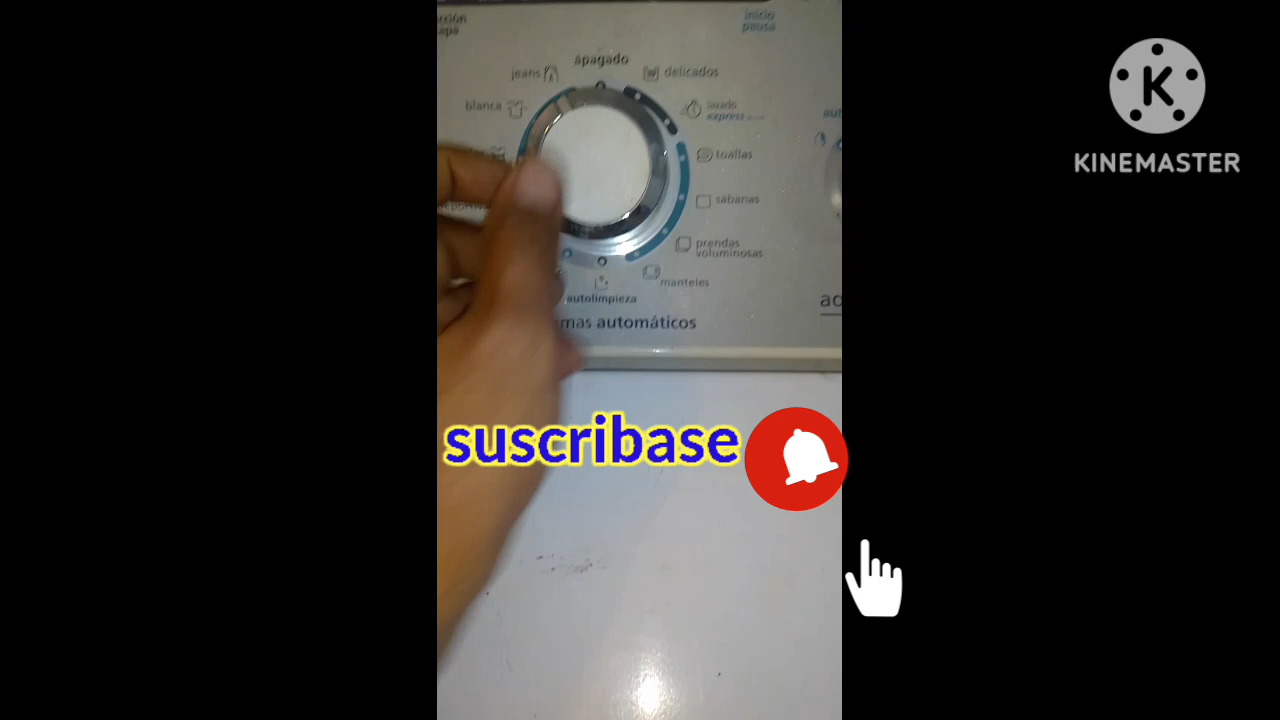 inicio
pausa
apagado
jeans
delicados
blanca
lavado
express
toallas
sábanas
prendas
voluminosas
manteles
autolimpieza
mas automáticos
suscribase
K
KINEMASTER